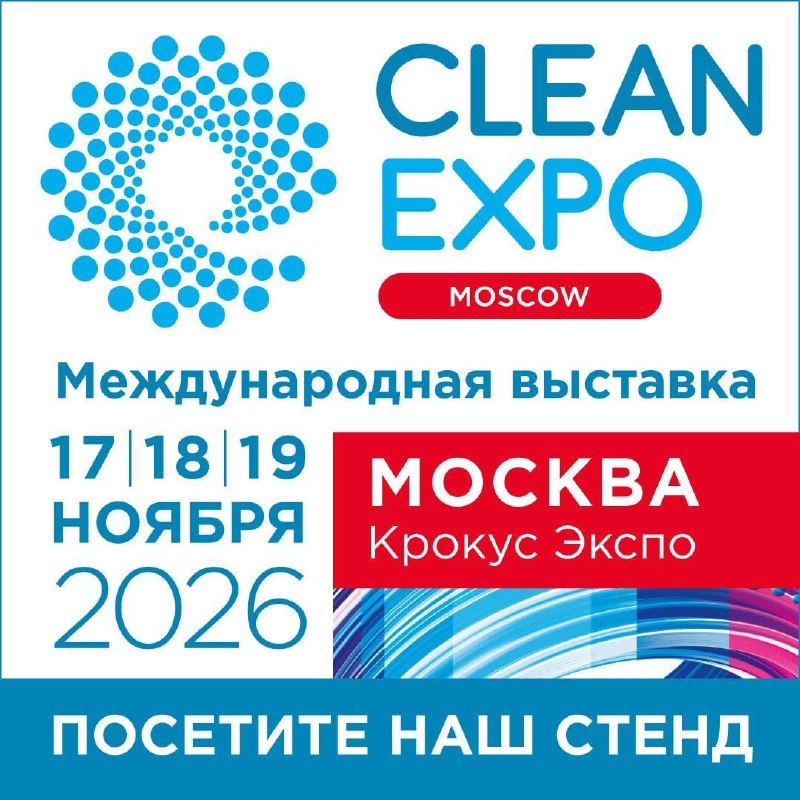 CLEAN
EXPO
MOSCOW
Международная выставка
17|18|19
НОЯБРЯ
2026
МОСКВА
Крокус Экспо
ПОСЕТИТЕ НАШ СТЕНД